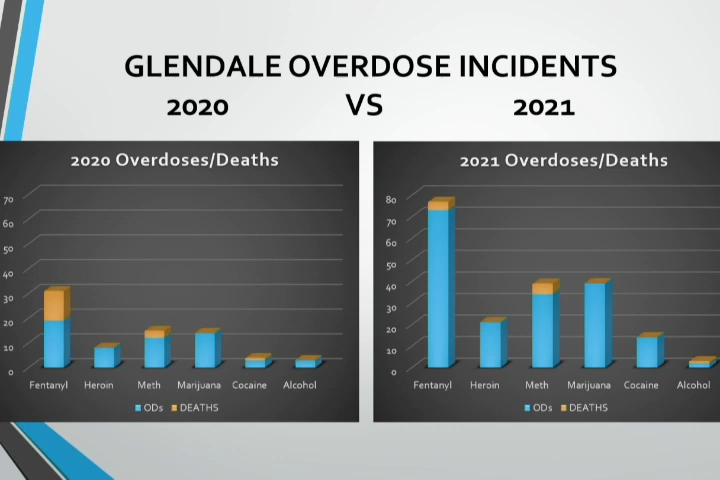 GLENDALE OVERDOSE INCIDENTS
2020 VS 2021
2020 Overdoses/Deaths
70
60
50
40
30
20
10
0
Fentanyl Heroin Meth Marijuana Cocaine Alcohol
ODs DEATHS
2021 Overdoses/Deaths
80
70
60
50
40
30
20
10
0
Fentanyl Heroin Meth Marijuana Cocaine Alcohol
ODs DEATHS